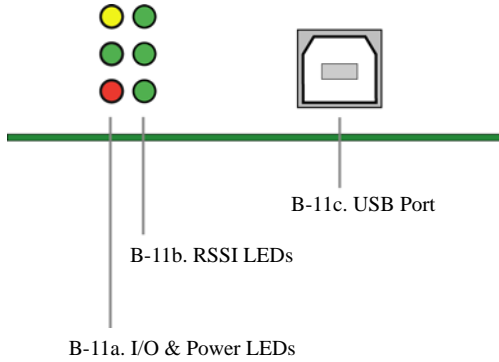 B-11c. USB Port
B-11b. RSSI LEDs
B-11a. I/O & Power LEDs